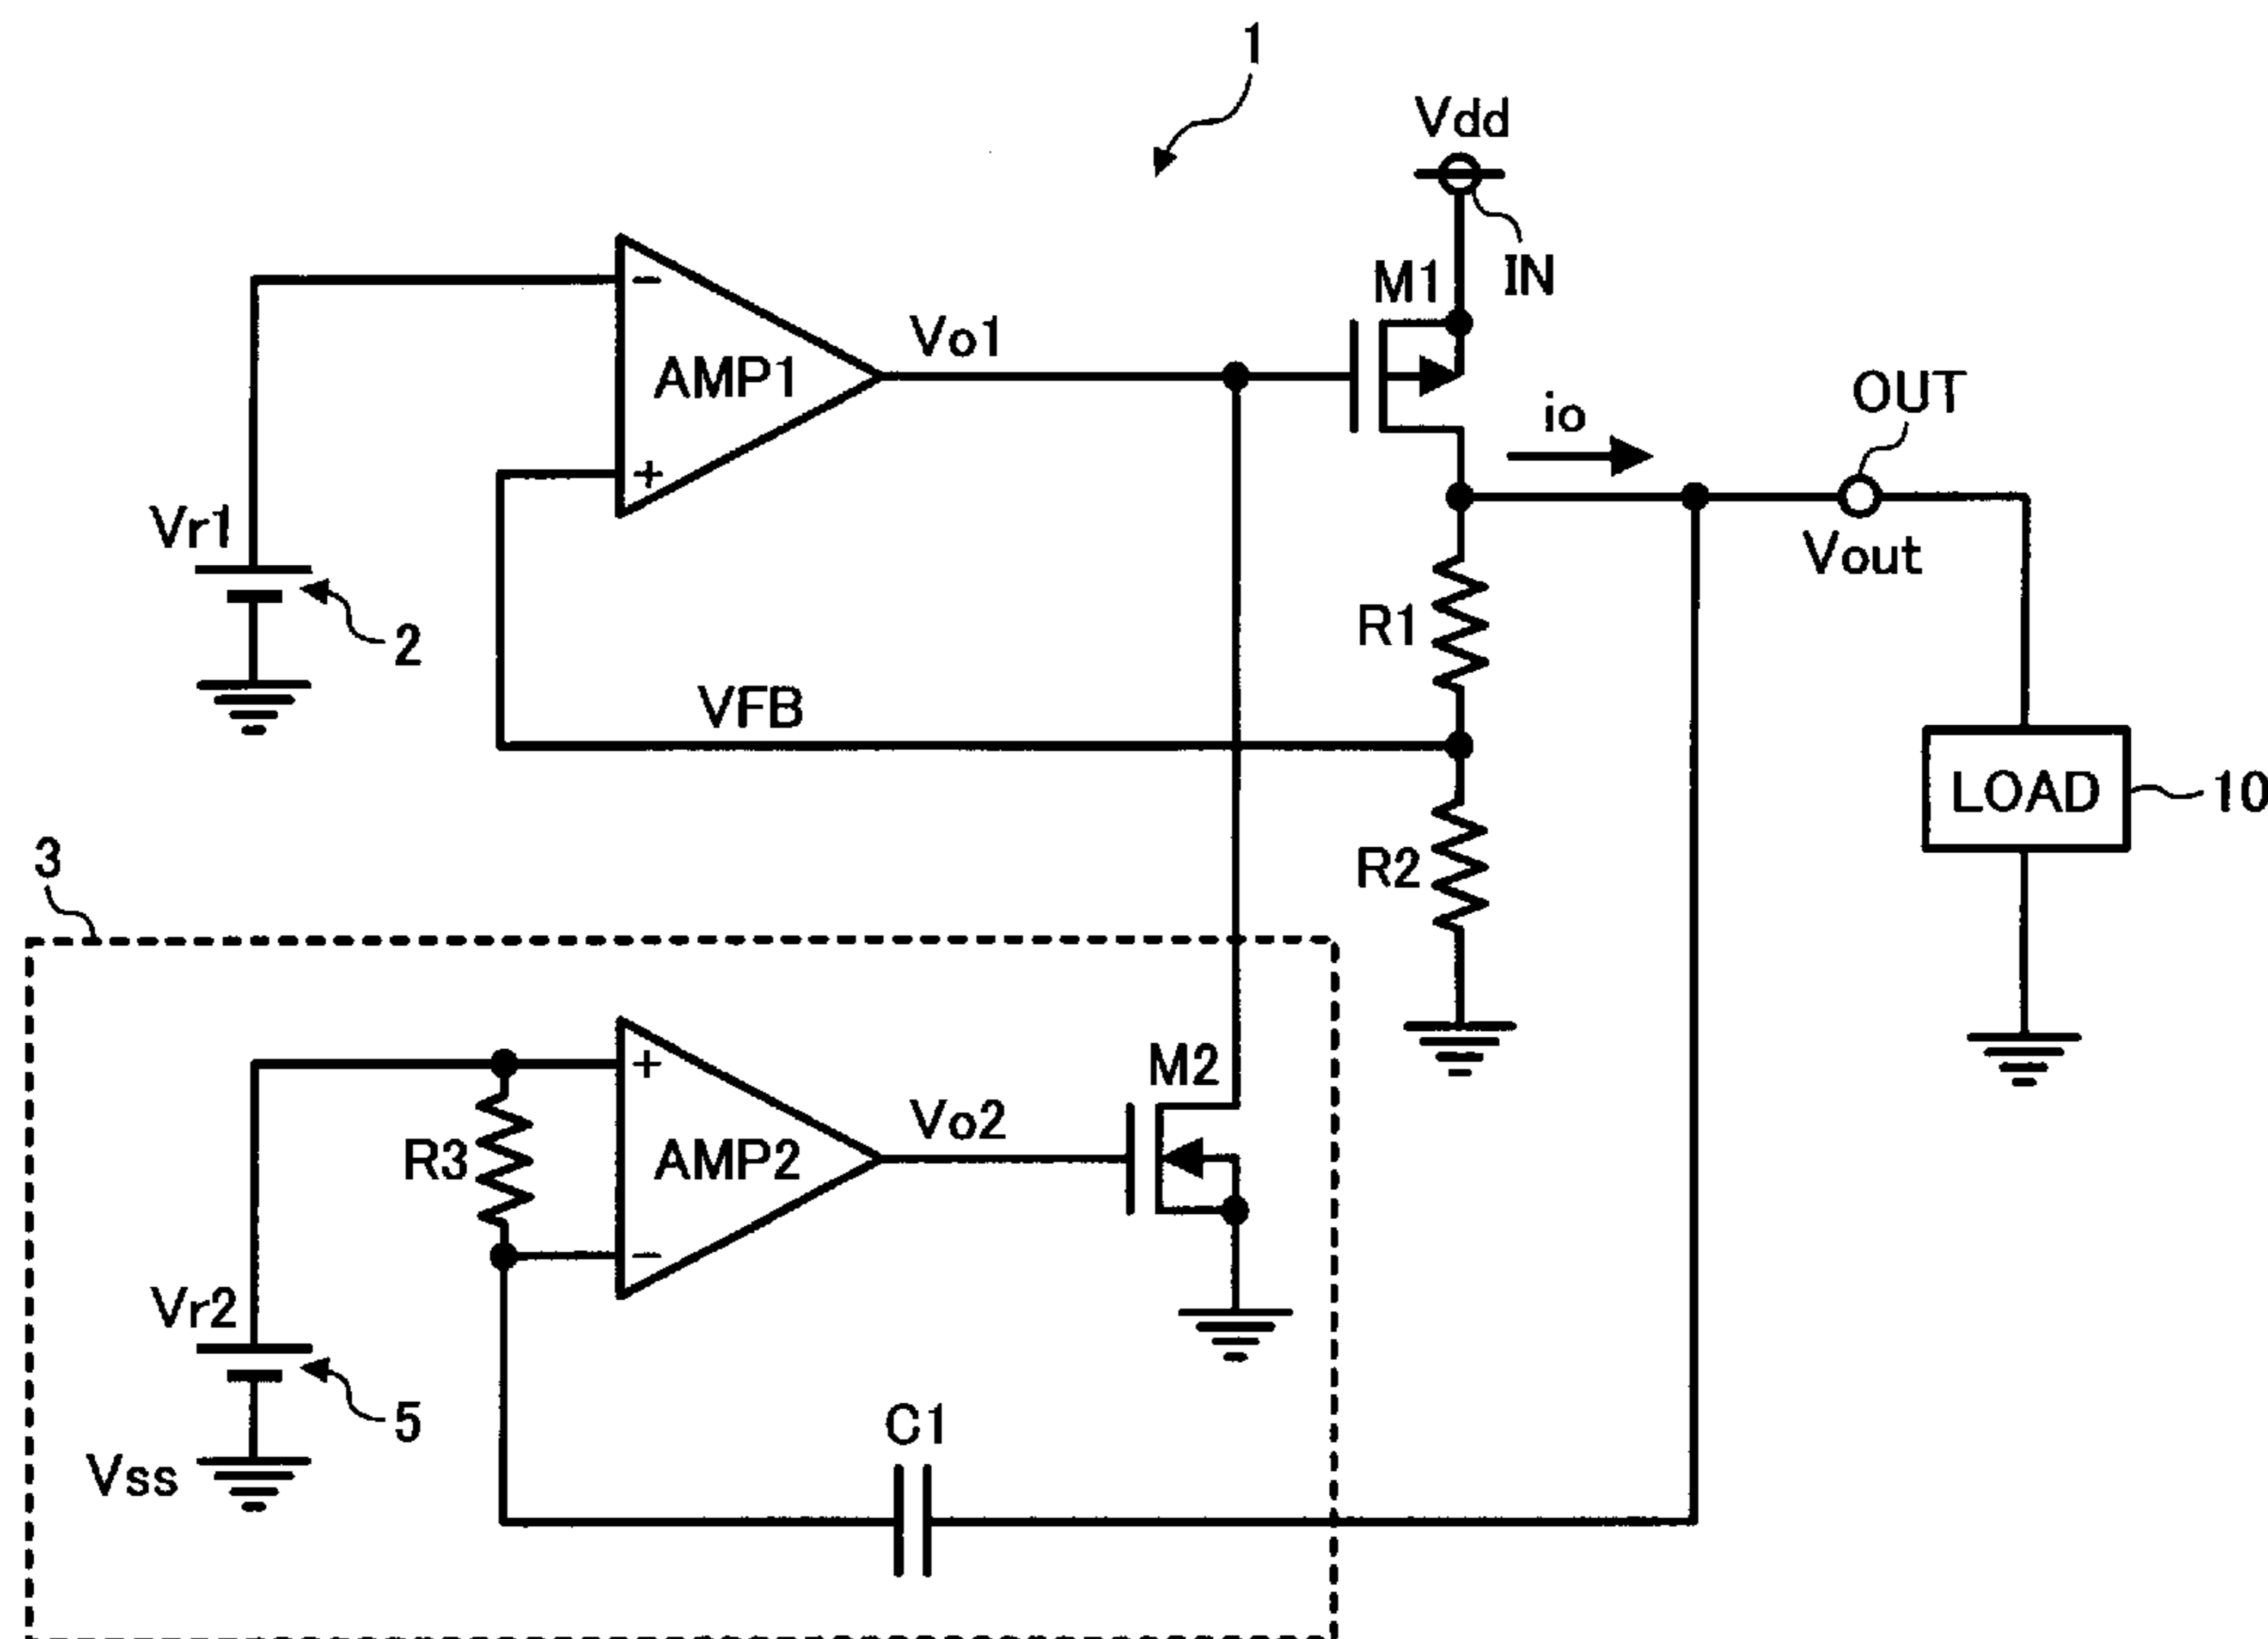 1
Vdd
IN
M1
-
AMP1
+
Vo1
io
OUT
Vout
Vr1
2
R1
VFB
LOAD
10
R2
3
+
AMP2
-
R3
Vo2
M2
Vr2
5
Vss
C1